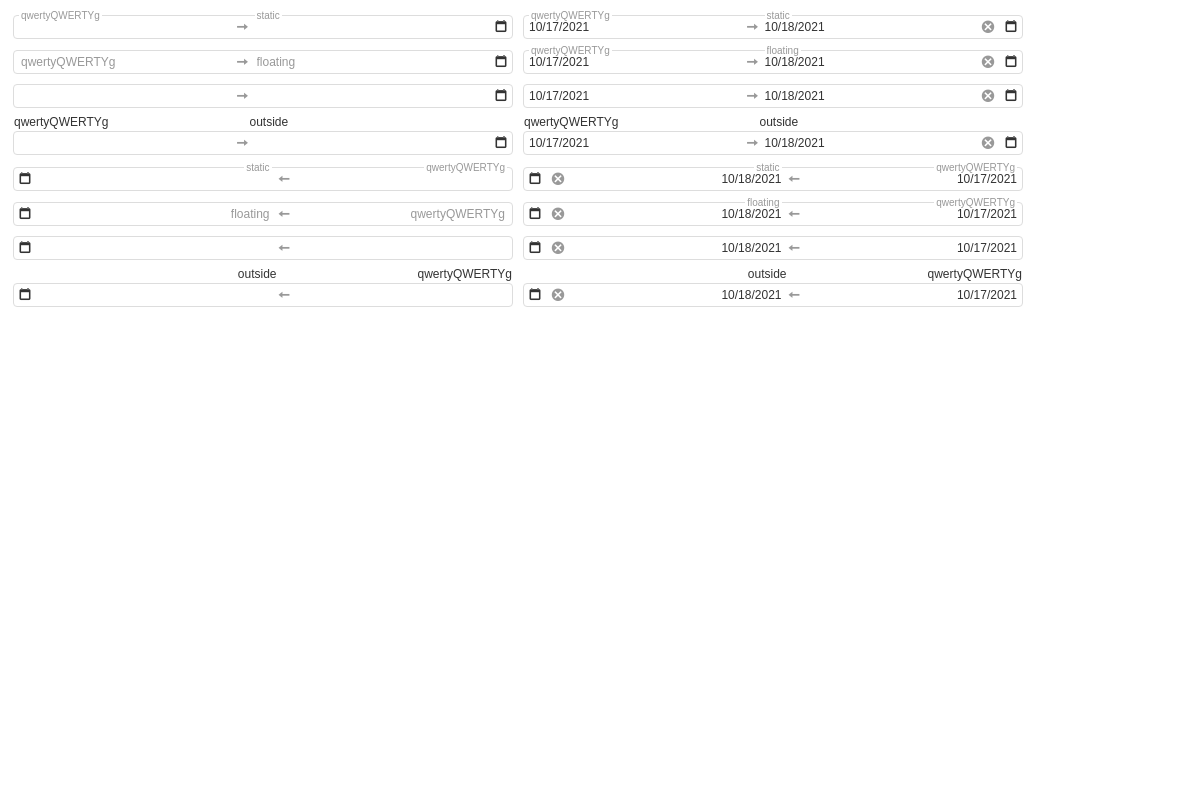 qwertyQWERTYg static qwertyQWERTYg static
10/17/2021 10/18/2021
qwertyQWERTYg floating
qwertyQWERTYg floating 10/17/2021 10/18/2021
10/17/2021 10/18/2021
qwertyQWERTYg outside qwertyQWERTYg outside
10/17/2021 10/18/2021
static qwertyQWERTYg static qwertyQWERTYg
10/18/2021 10/17/2021
floating qwertyQWERTYg
floating qwertyQWERTYg 10/18/2021 10/17/2021
10/18/2021 10/17/2021
outside qwertyQWERTYg outside qwertyQWERTYg
10/18/2021 10/17/2021